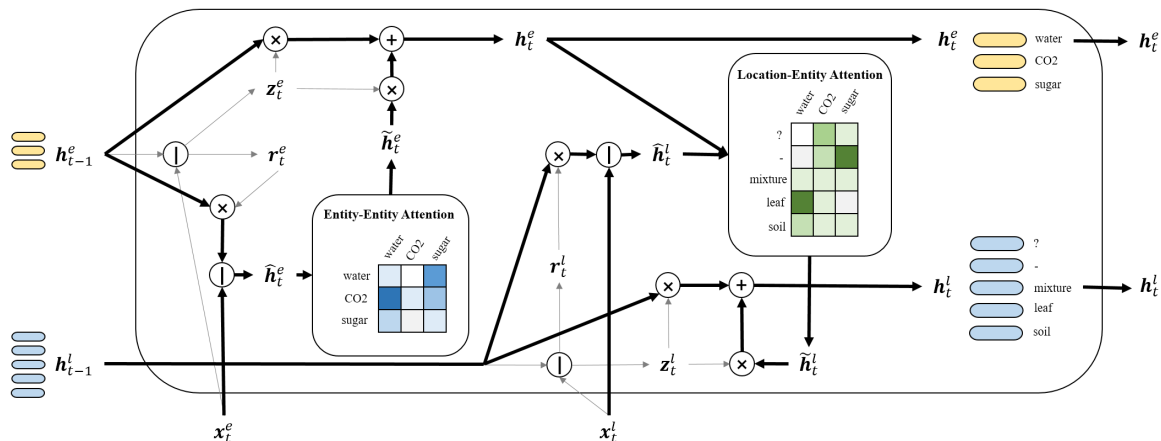 h^e_t
h^e_t
water
h^e_t
CO2
sugar
z^e_t
Location-Entity Attention
water
CO2
sugar
?
-
mixture
leaf
soil
h̃^e_t
h^e_{t-1}
r^e_t
ĥ^l_t
Entity-Entity Attention
water
CO2
sugar
water
CO2
sugar
ĥ^e_t
r^l_t
?
-
mixture
leaf
soil
h^l_t
h^l_t
h^l_{t-1}
z^l_t
h̃^l_t
x^e_t
x^l_t